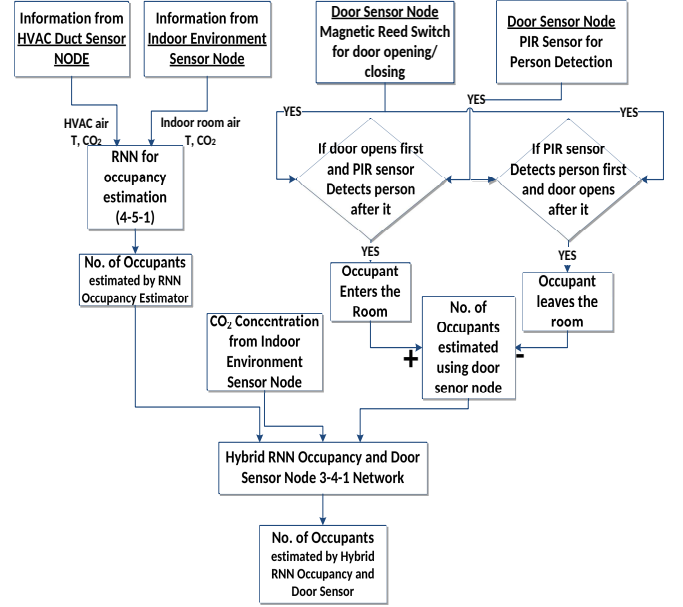 Information from
HVAC Duct Sensor
NODE
Information from
Indoor Environment
Sensor Node
Door Sensor Node
Magnetic Reed Switch
for door opening/
closing
Door Sensor Node
PIR Sensor for
Person Detection
YES
YES
YES
HVAC air
T, CO2
Indoor room air
T, CO2
RNN for
occupancy
estimation
(4-5-1)
If door opens first
and PIR sensor
Detects person
after it
If PIR sensor
Detects person first
and door opens
after it
YES
YES
No. of Occupants
estimated by RNN
Occupancy Estimator
Occupant
Enters the
Room
Occupant
leaves the
room
CO2 Concentration
from Indoor
Environment
Sensor Node
No. of
Occupants
estimated
using door
senor node
+
-
Hybrid RNN Occupancy and Door
Sensor Node 3-4-1 Network
No. of Occupants
estimated by Hybrid
RNN Occupancy and
Door Sensor